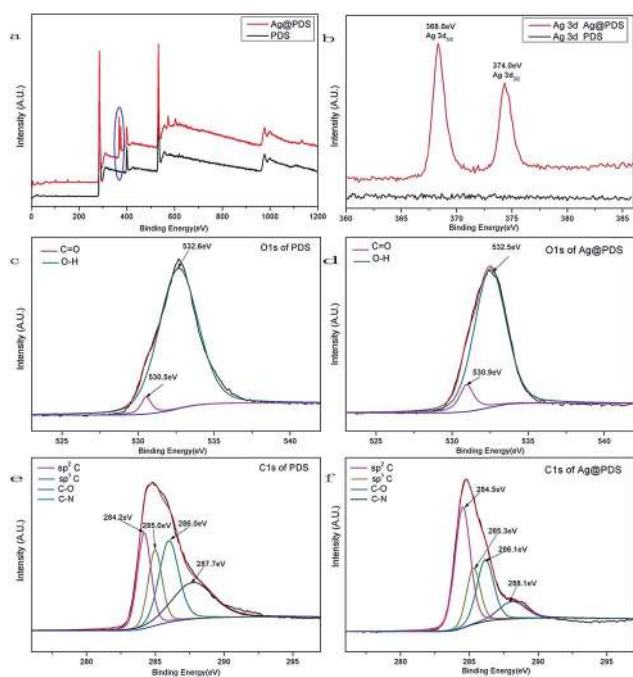 a
Ag@PDS
PDS
Intensity (A.U.)
0 200 400 600 800 1000 1200
Binding Energy(eV)
b
Ag 3d Ag@PDS
Ag 3d PDS
368.0eV
Ag 3d5/2
374.0eV
Ag 3d3/2
Intensity (A.U.)
360 365 370 375 380 385
Binding Energy(eV)
c
C=O
O-H
O1s of PDS
532.6eV
530.5eV
Intensity (A.U.)
525 530 535 540
Binding Energy(eV)
d
C=O
O-H
O1s of Ag@PDS
532.5eV
530.9eV
Intensity (A.U.)
525 530 535 540
Binding Energy(eV)
e
sp2 C
sp3 C
C-O
C-N
C1s of PDS
284.2eV
285.0eV
286.0eV
287.7eV
Intensity (A.U.)
280 285 290 295
Binding Energy(eV)
f
sp2 C
sp3 C
C-O
C-N
C1s of Ag@PDS
284.5eV
285.3eV
286.1eV
288.1eV
Intensity (A.U.)
280 285 290 295
Binding Energy(eV)